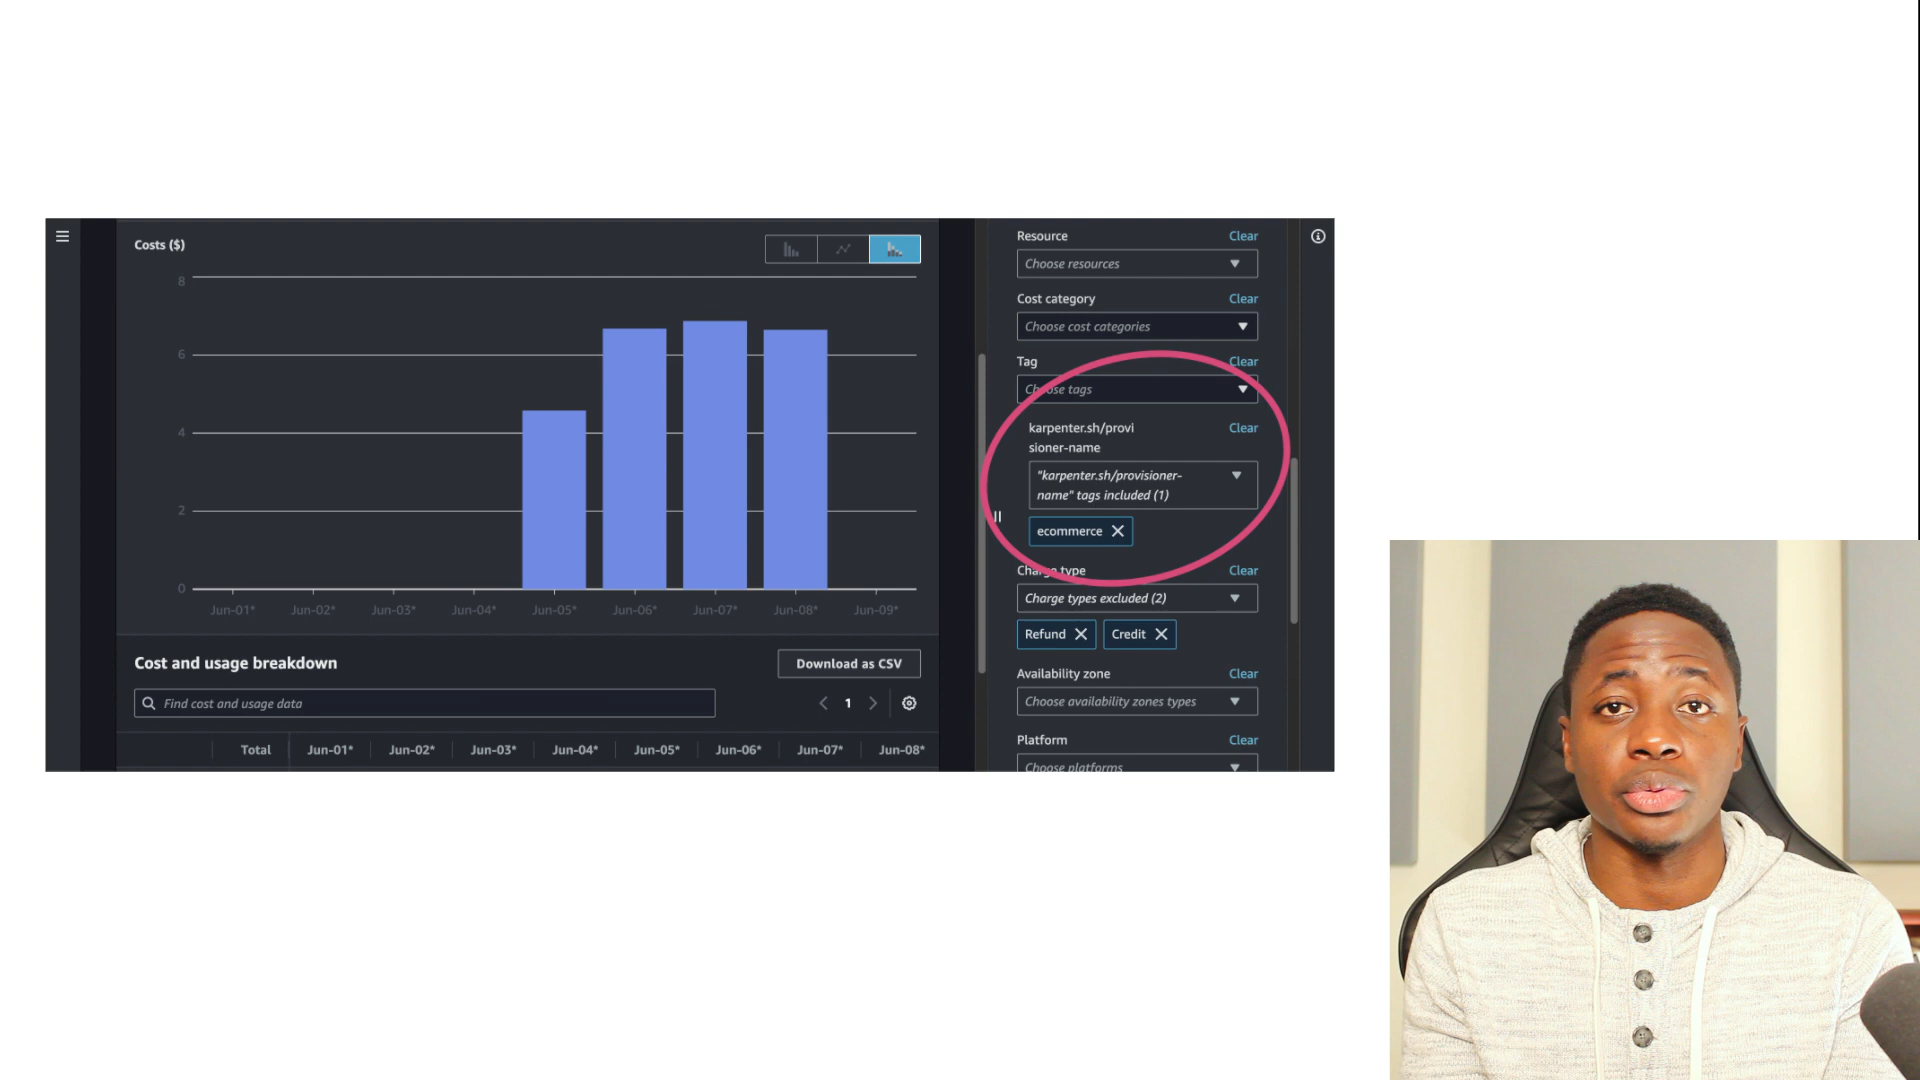 Costs ($)
8
6
4
2
0
Jun-01* Jun-02* Jun-03* Jun-04* Jun-05* Jun-06* Jun-07* Jun-08* Jun-09*
Cost and usage breakdown
Download as CSV
Find cost and usage data
1
Total Jun-01* Jun-02* Jun-03* Jun-04* Jun-05* Jun-06* Jun-07* Jun-08*
Resource Clear
Choose resources
Cost category Clear
Choose cost categories
Tag Clear
Choose tags
karpenter.sh/provi Clear
sioner-name
"karpenter.sh/provisioner-
name" tags included (1)
ecommerce
Charge type Clear
Charge types excluded (2)
Refund Credit
Availability zone Clear
Choose availability zones types
Platform Clear
Choose platforms